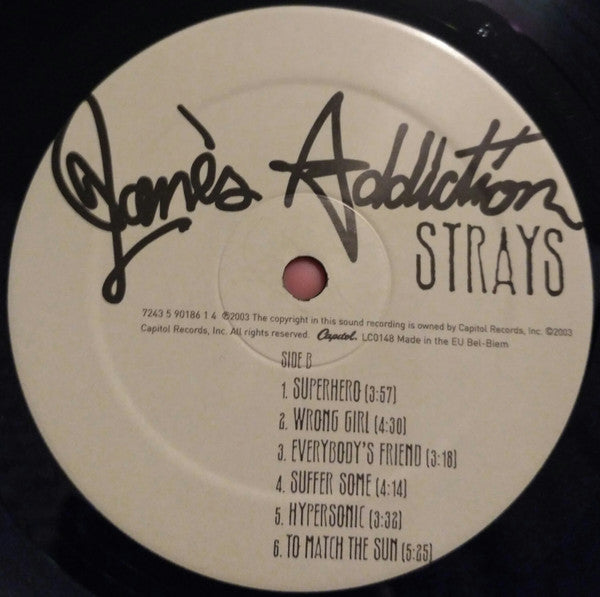 Jane's Addiction
STRAYS
7243 5 90186 1 4 ℗2003 The copyright in this sound recording is owned by Capitol Records, Inc. ©2003
Capitol Records, Inc. All rights reserved. Capitol. LC0148 Made in the EU Bel-Biem
SIDE B
1. SUPERHERO (3:57)
2. WRONG GIRL (4:30)
3. EVERYBODY'S FRIEND (3:18)
4. SUFFER SOME (4:14)
5. HYPERSONIC (3:32)
6. TO MATCH THE SUN (5:25)